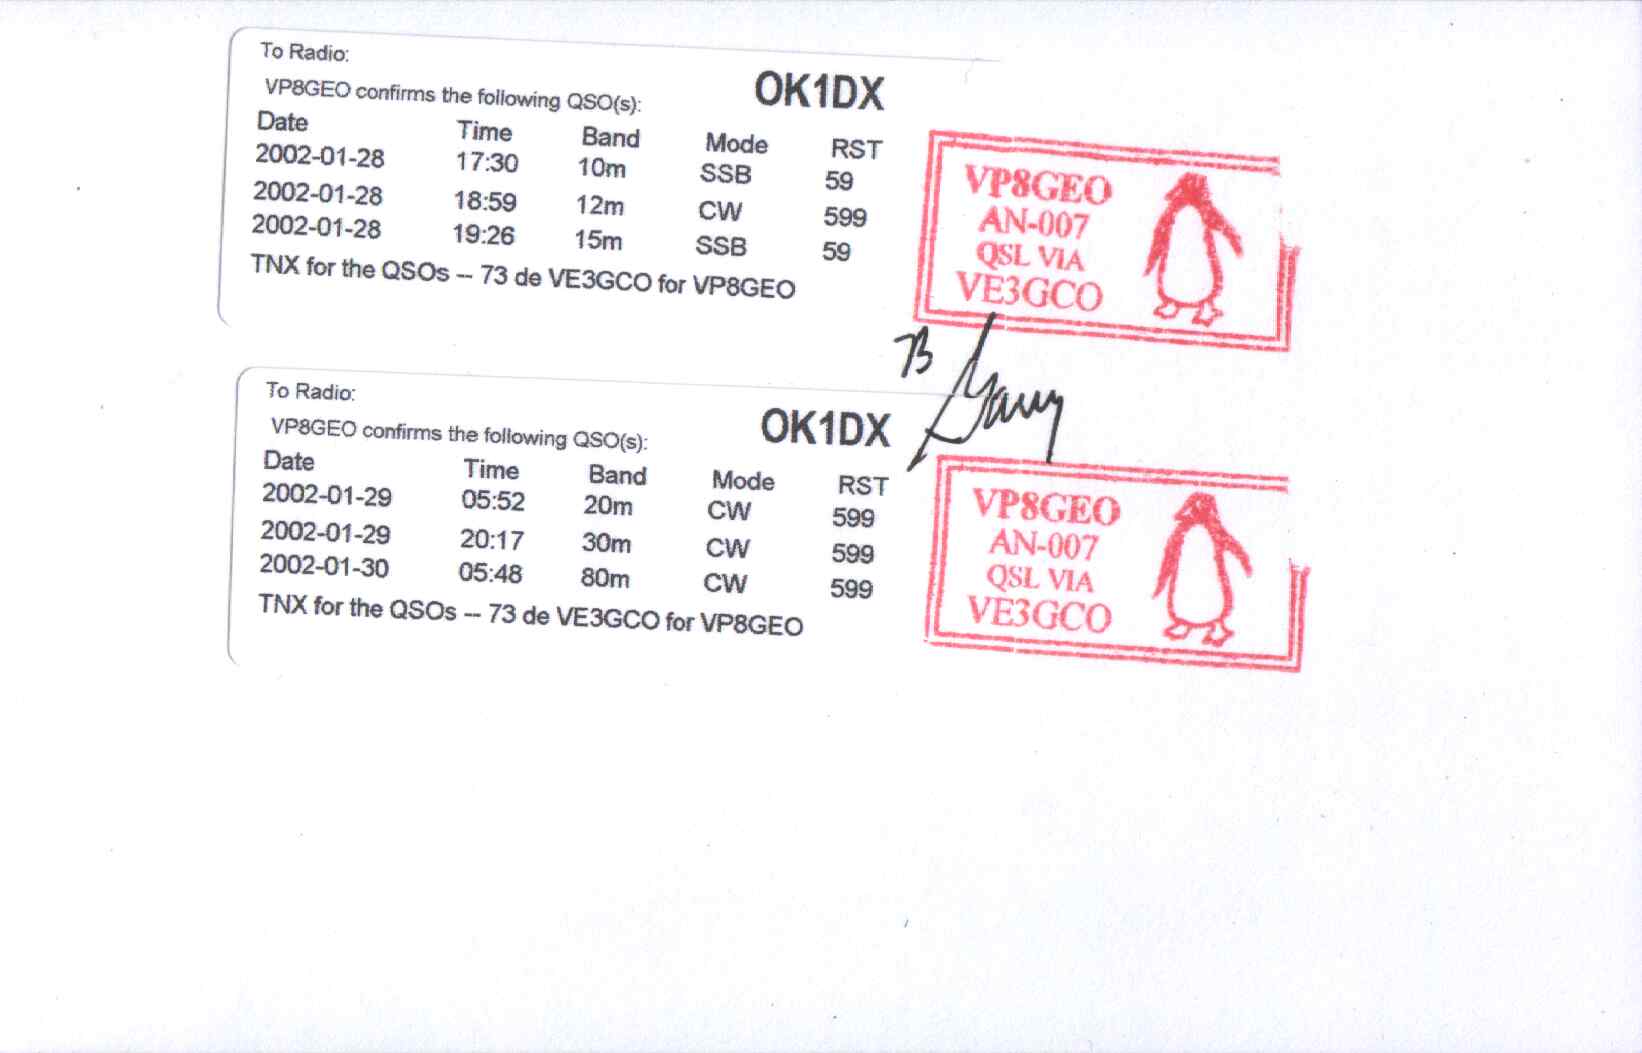 To Radio:
OK1DX
VP8GEO confirms the following QSO(s):
Date Time Band Mode RST
2002-01-28 17:30 10m SSB 59
2002-01-28 18:59 12m CW 599
2002-01-28 19:26 15m SSB 59
TNX for the QSOs -- 73 de VE3GCO for VP8GEO
VP8GEO
AN-007
QSL VIA
VE3GCO
73 Garry
To Radio:
OK1DX
VP8GEO confirms the following QSO(s):
Date Time Band Mode RST
2002-01-29 05:52 20m CW 599
2002-01-29 20:17 30m CW 599
2002-01-30 05:48 80m CW 599
TNX for the QSOs -- 73 de VE3GCO for VP8GEO
VP8GEO
AN-007
QSL VIA
VE3GCO